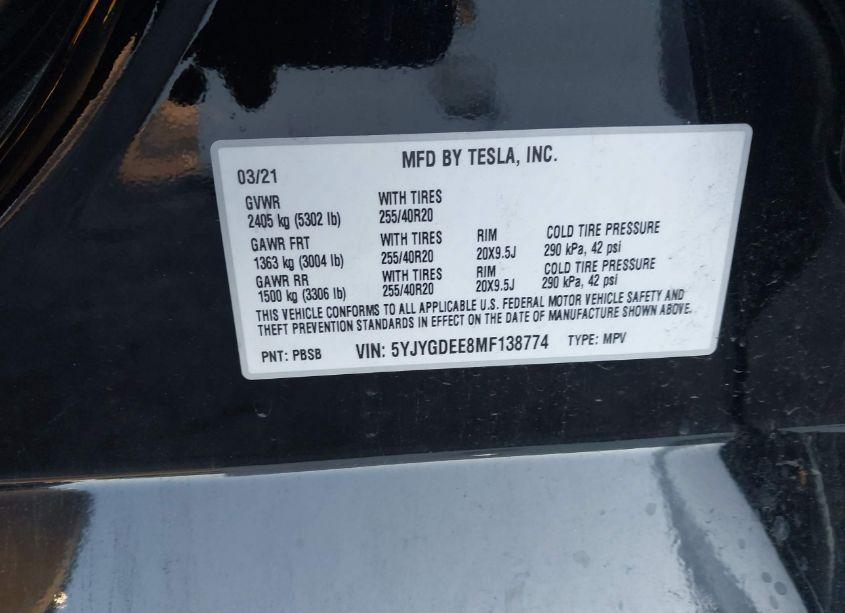 MFD BY TESLA, INC.
03/21
GVWR WITH TIRES
2405 kg (5302 lb) 255/40R20
GAWR FRT WITH TIRES RIM COLD TIRE PRESSURE
1363 kg (3004 lb) 255/40R20 20X9.5J 290 kPa, 42 psi
GAWR RR WITH TIRES RIM COLD TIRE PRESSURE
1500 kg (3306 lb) 255/40R20 20X9.5J 290 kPa, 42 psi
THIS VEHICLE CONFORMS TO ALL APPLICABLE U.S. FEDERAL MOTOR VEHICLE SAFETY AND
THEFT PREVENTION STANDARDS IN EFFECT ON THE DATE OF MANUFACTURE SHOWN ABOVE.
PNT: PBSB VIN: 5YJYGDEE8MF138774 TYPE: MPV